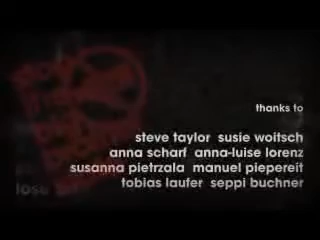 thanks to
steve taylor susie woitsch
anna scharf anna-luise lorenz
susanna pietrzala manuel piepereit
tobias laufer seppi buchner